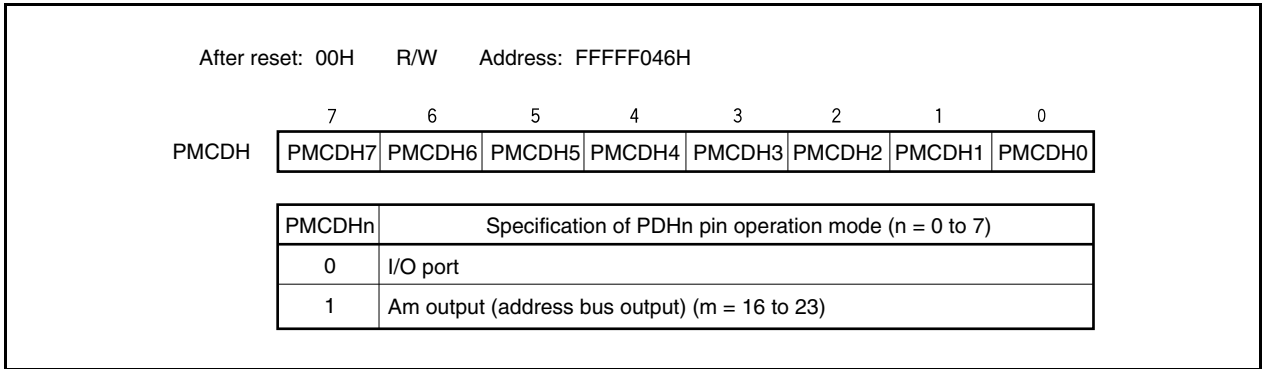 After reset: 00H R/W Address: FFFFF046H
7 6 5 4 3 2 1 0
PMCDH PMCDH7 PMCDH6 PMCDH5 PMCDH4 PMCDH3 PMCDH2 PMCDH1 PMCDH0
PMCDHn Specification of PDHn pin operation mode (n = 0 to 7)
0 I/O port
1 Am output (address bus output) (m = 16 to 23)